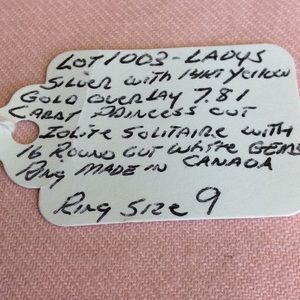 LOT 1003 - LADYS
SILVER WITH 14KT YELLOW
GOLD OVERLAY 7.81
CARAT PRINCESS CUT
ZOLITE SOLITAIRE WITH
16 ROUND CUT WHITE GEMS
RING MADE IN CANADA
RING SIZE 9